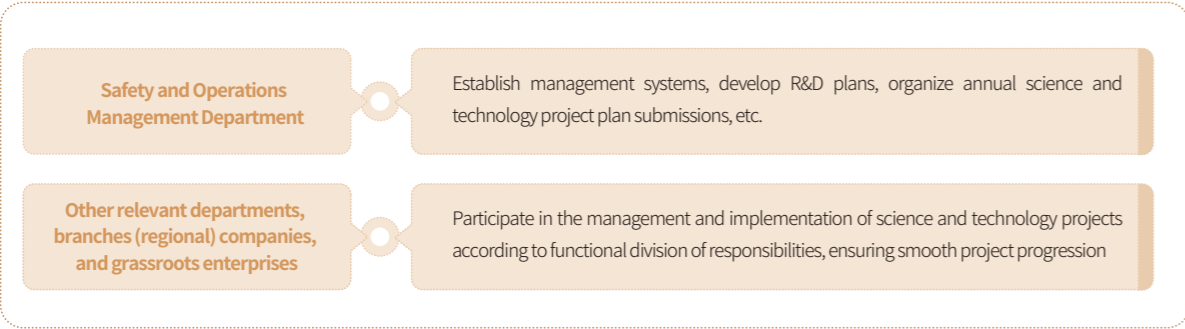 Safety and Operations
Management Department
Establish management systems, develop R&D plans, organize annual science and
technology project plan submissions, etc.
Other relevant departments,
branches (regional) companies,
and grassroots enterprises
Participate in the management and implementation of science and technology projects
according to functional division of responsibilities, ensuring smooth project progression